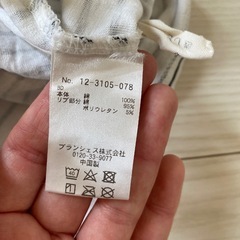 No. 12-3105-078
80
本体 綿 100%
リブ部分 綿 95%
ポリウレタン 5%
ブランシェス株式会社
0120-33-9077
中国製